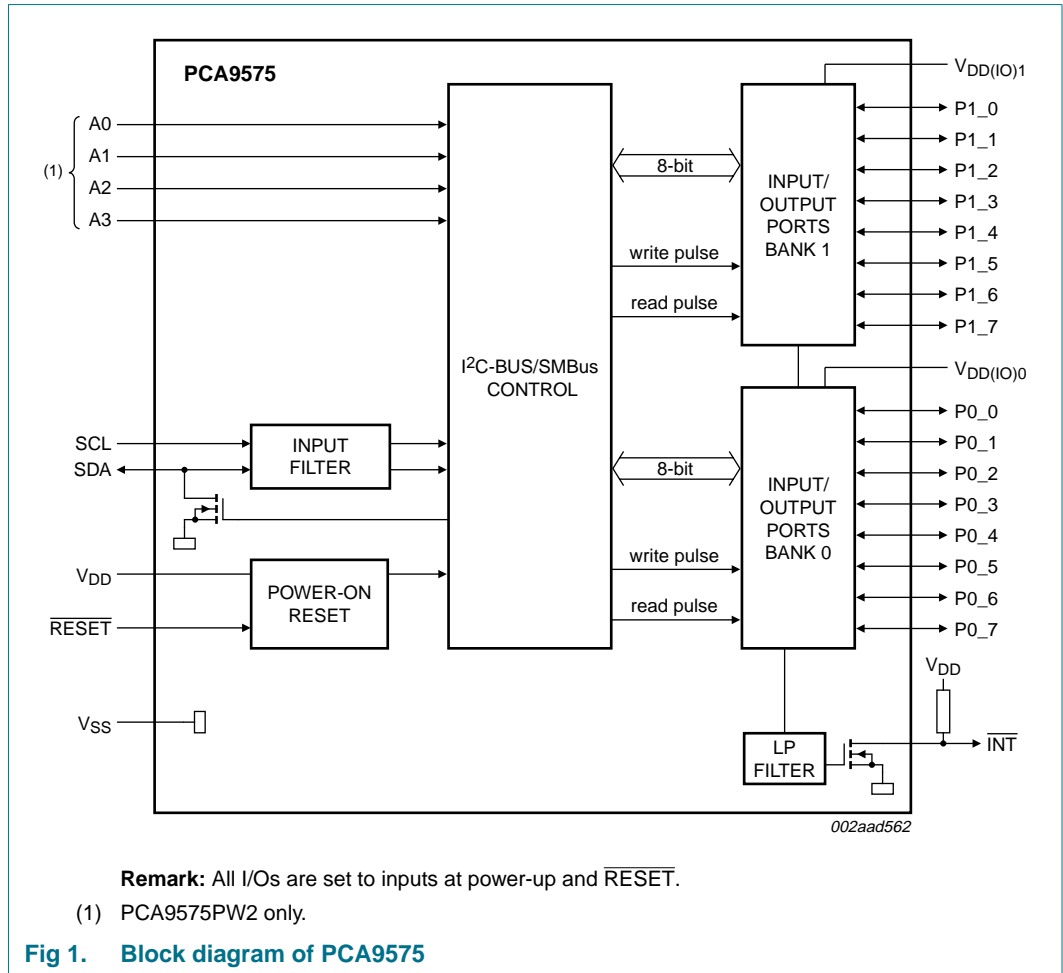 PCA9575
A0
A1
A2
A3
(1)
SCL
SDA
VDD
RESET
VSS
INPUT
FILTER
POWER-ON
RESET
I2C-BUS/SMBus
CONTROL
8-bit
write pulse
read pulse
8-bit
write pulse
read pulse
INPUT/
OUTPUT
PORTS
BANK 1
INPUT/
OUTPUT
PORTS
BANK 0
LP
FILTER
VDD(IO)1
P1_0
P1_1
P1_2
P1_3
P1_4
P1_5
P1_6
P1_7
VDD(IO)0
P0_0
P0_1
P0_2
P0_3
P0_4
P0_5
P0_6
P0_7
VDD
INT
002aad562
Remark: All I/Os are set to inputs at power-up and RESET.
(1) PCA9575PW2 only.
Fig 1. Block diagram of PCA9575